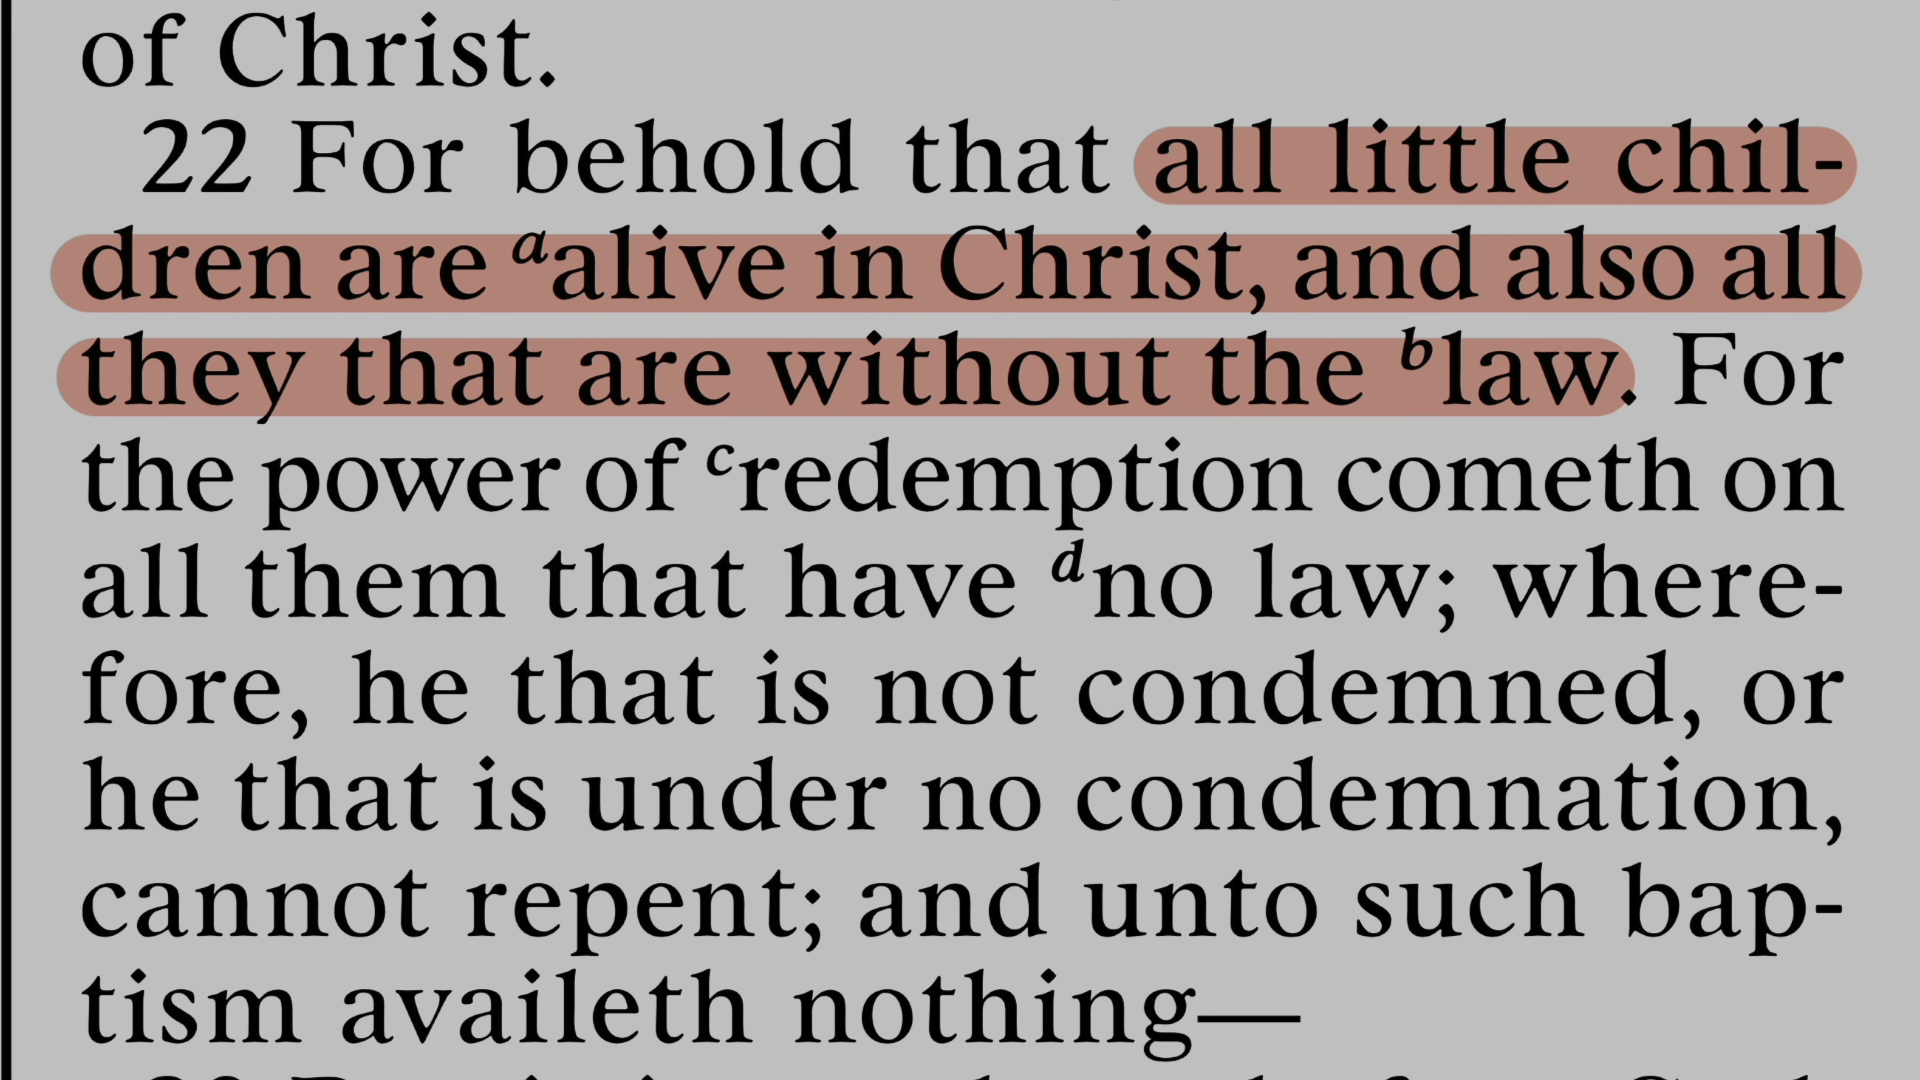 of Christ.
22 For behold that all little chil-
dren are ᵃalive in Christ, and also all
they that are without the ᵇlaw. For
the power of ᶜredemption cometh on
all them that have ᵈno law; where-
fore, he that is not condemned, or
he that is under no condemnation,
cannot repent; and unto such bap-
tism availeth nothing—